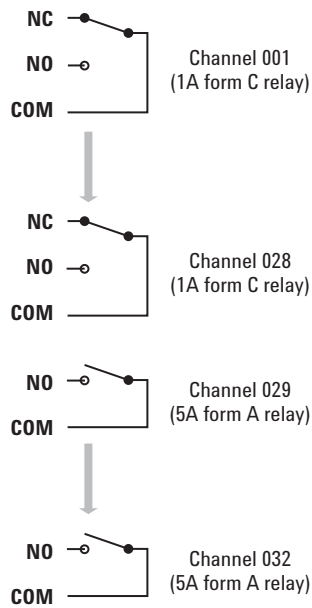 NC
NO
COM
Channel 001
(1A form C relay)
NC
NO
COM
Channel 028
(1A form C relay)
NO
COM
Channel 029
(5A form A relay)
NO
COM
Channel 032
(5A form A relay)